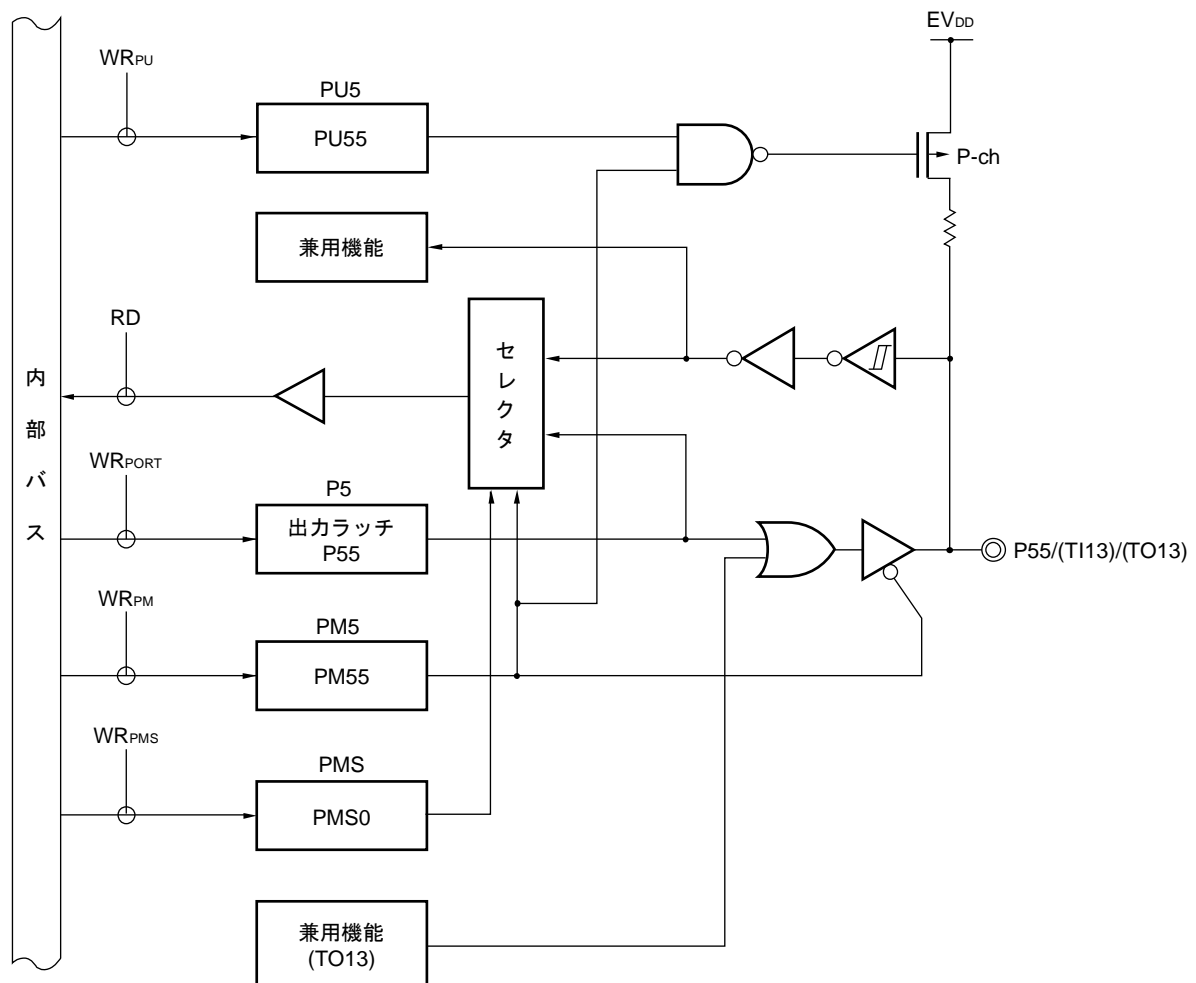 EVDD
WRPU
PU5
PU55
P-ch
兼用機能
RD
セレクタ
内部バス
WRPORT
P5
出力ラッチ
P55
P55/(TI13)/(TO13)
WRPM
PM5
PM55
WRPMS
PMS
PMS0
兼用機能
(TO13)